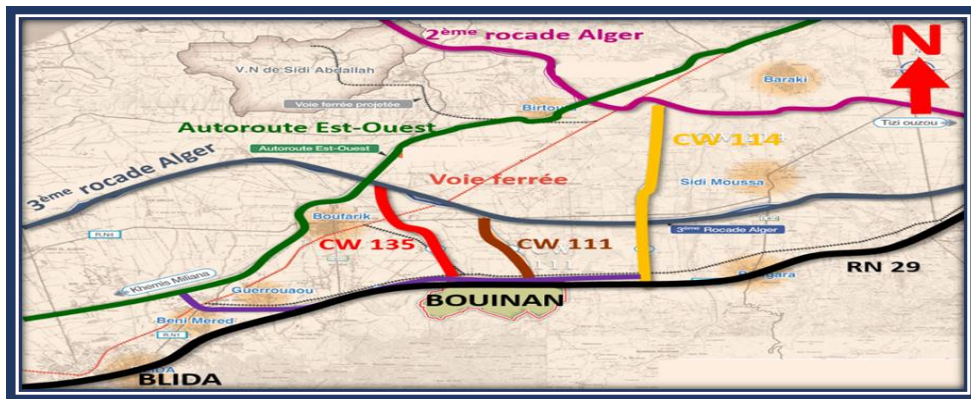 2ème rocade Alger
N
V.N de Sidi Abdallah
Baraki
Voie ferrée projetée
Birtou
Tizi ouzou
Autoroute Est-Ouest
CW 114
Autoroute Est-Ouest
3ème rocade Alger
Voie ferrée
Sidi Moussa
Boufarik
CW 135
CW 111
3ème Rocade Alger
RN 29
Khemis Miliana
Guerrouaou
BOUINAN
Beni Mered
RN1
BLIDA